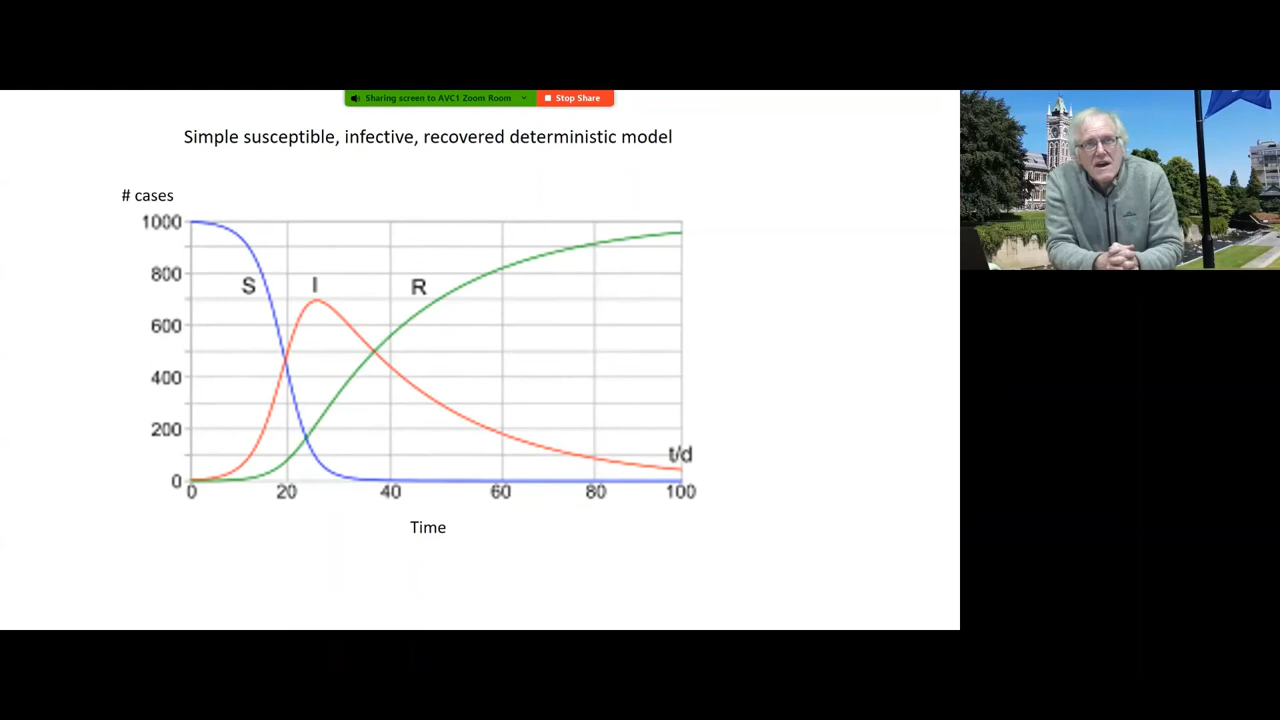 Sharing screen to AVC1 Zoom Room Stop Share
Simple susceptible, infective, recovered deterministic model
# cases
1000
800
S I R
600
400
200
t/d
0
0 20 40 60 80 100
Time